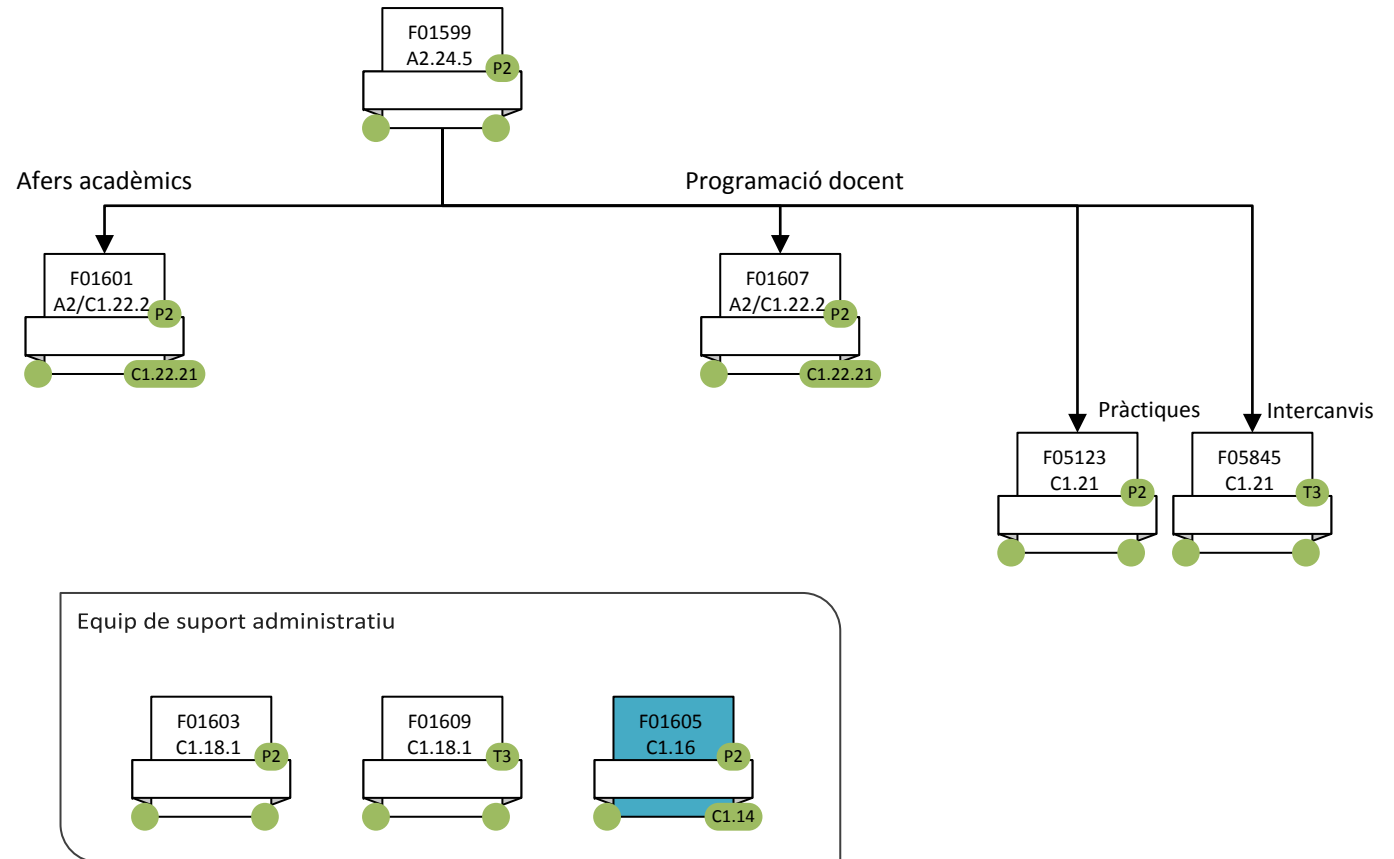 F01599
A2.24.5
P2
Afers acadèmics
Programació docent
F01601
A2/C1.22.2
P2
C1.22.21
F01607
A2/C1.22.2
P2
C1.22.21
Pràctiques
Intercanvis
F05123
C1.21
P2
F05845
C1.21
T3
Equip de suport administratiu
F01603
C1.18.1
P2
F01609
C1.18.1
T3
F01605
C1.16
P2
C1.14